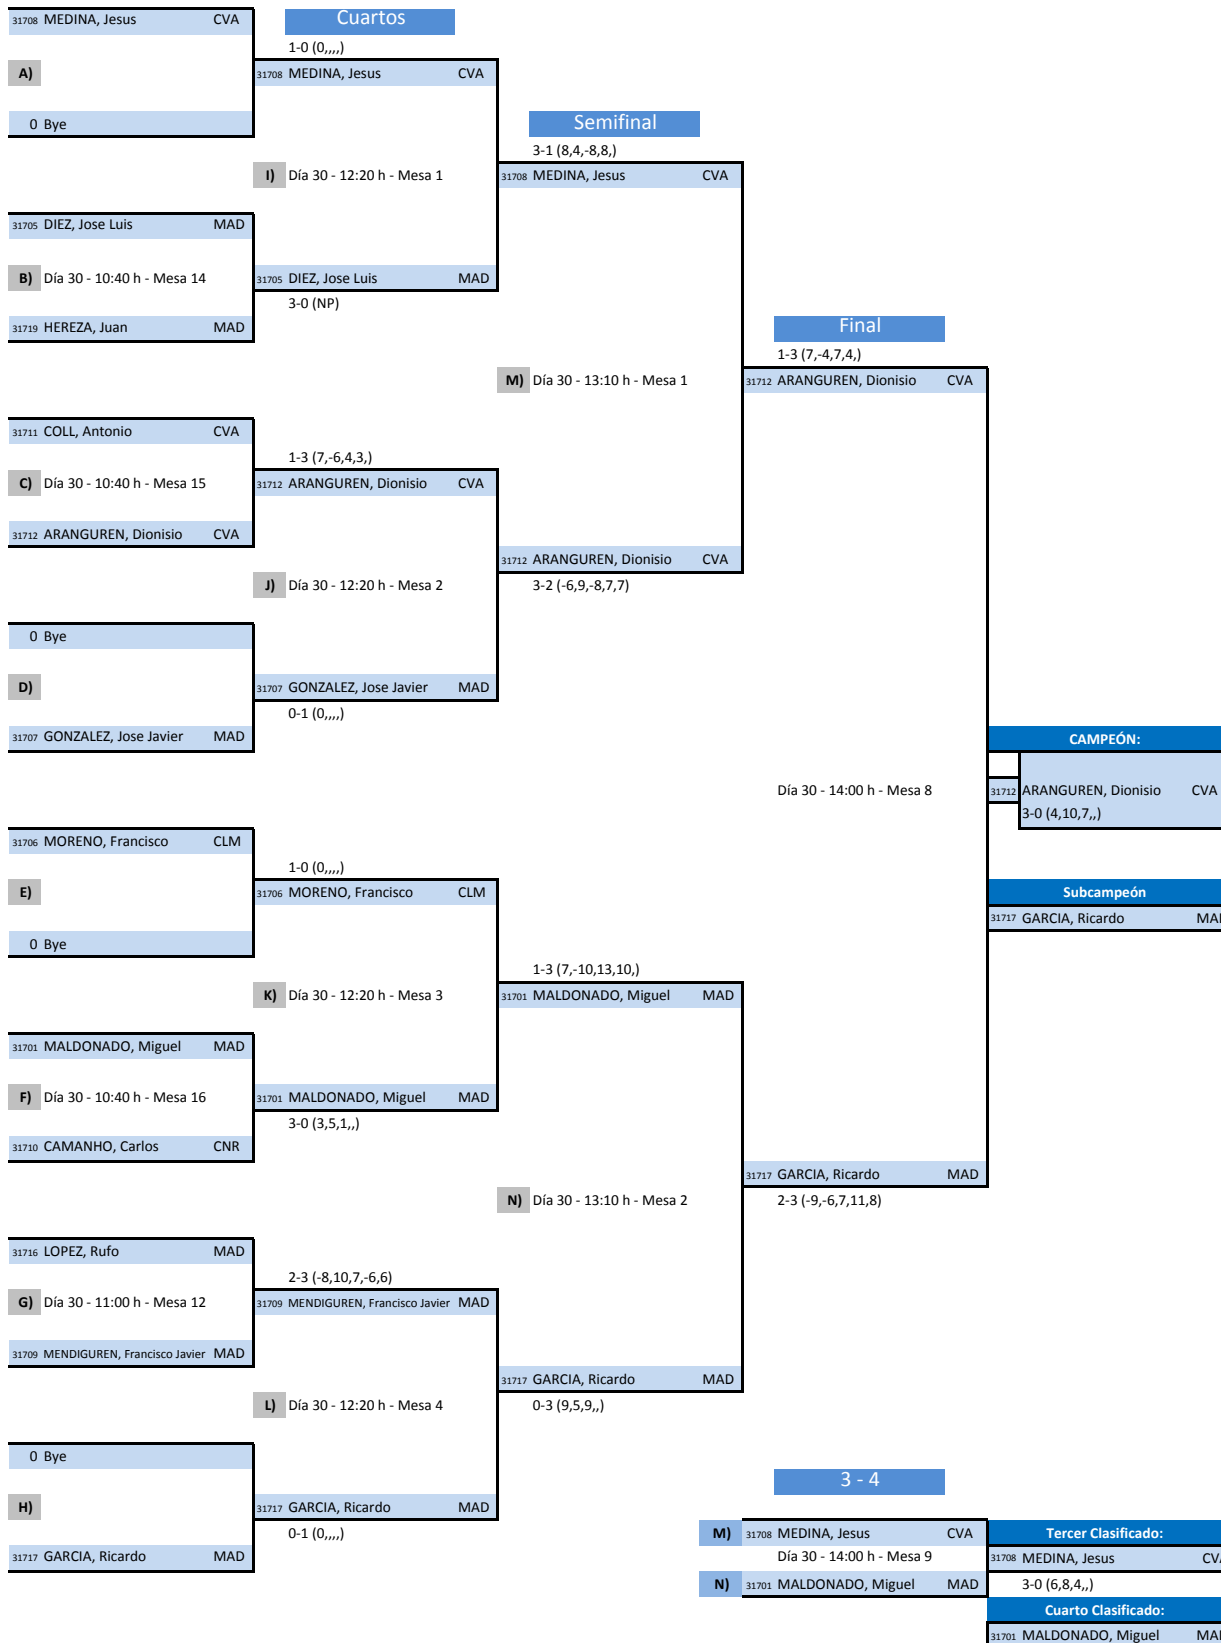 31708 MEDINA, Jesus CVA
Cuartos
1-0 (0,,,,)
A)
31708 MEDINA, Jesus CVA
0 Bye
Semifinal
3-1 (8,4,-8,8,)
I) Día 30 - 12:20 h - Mesa 1
31708 MEDINA, Jesus CVA
31705 DIEZ, Jose Luis MAD
B) Día 30 - 10:40 h - Mesa 14
31705 DIEZ, Jose Luis MAD
3-0 (NP)
31719 HEREZA, Juan MAD
Final
1-3 (7,-4,7,4,)
M) Día 30 - 13:10 h - Mesa 1
31712 ARANGUREN, Dionisio CVA
31711 COLL, Antonio CVA
1-3 (7,-6,4,3,)
C) Día 30 - 10:40 h - Mesa 15
31712 ARANGUREN, Dionisio CVA
31712 ARANGUREN, Dionisio CVA
31712 ARANGUREN, Dionisio CVA
J) Día 30 - 12:20 h - Mesa 2
3-2 (-6,9,-8,7,7)
0 Bye
D)
31707 GONZALEZ, Jose Javier MAD
0-1 (0,,,,)
31707 GONZALEZ, Jose Javier MAD
CAMPEÓN:
Día 30 - 14:00 h - Mesa 8
31712 ARANGUREN, Dionisio CVA
3-0 (4,10,7,,)
31706 MORENO, Francisco CLM
1-0 (0,,,,)
E)
31706 MORENO, Francisco CLM
Subcampeón
31717 GARCIA, Ricardo MAD
0 Bye
1-3 (7,-10,13,10,)
K) Día 30 - 12:20 h - Mesa 3
31701 MALDONADO, Miguel MAD
31701 MALDONADO, Miguel MAD
F) Día 30 - 10:40 h - Mesa 16
31701 MALDONADO, Miguel MAD
3-0 (3,5,1,,)
31710 CAMANHO, Carlos CNR
31717 GARCIA, Ricardo MAD
N) Día 30 - 13:10 h - Mesa 2
2-3 (-9,-6,7,11,8)
31716 LOPEZ, Rufo MAD
2-3 (-8,10,7,-6,6)
G) Día 30 - 11:00 h - Mesa 12
31709 MENDIGUREN, Francisco Javier MAD
31709 MENDIGUREN, Francisco Javier MAD
31717 GARCIA, Ricardo MAD
L) Día 30 - 12:20 h - Mesa 4
0-3 (9,5,9,,)
0 Bye
3 - 4
H)
31717 GARCIA, Ricardo MAD
0-1 (0,,,,)
M) 31708 MEDINA, Jesus CVA
Tercer Clasificado:
31717 GARCIA, Ricardo MAD
Día 30 - 14:00 h - Mesa 9
31708 MEDINA, Jesus CVA
N) 31701 MALDONADO, Miguel MAD
3-0 (6,8,4,,)
Cuarto Clasificado:
31701 MALDONADO, Miguel MAD